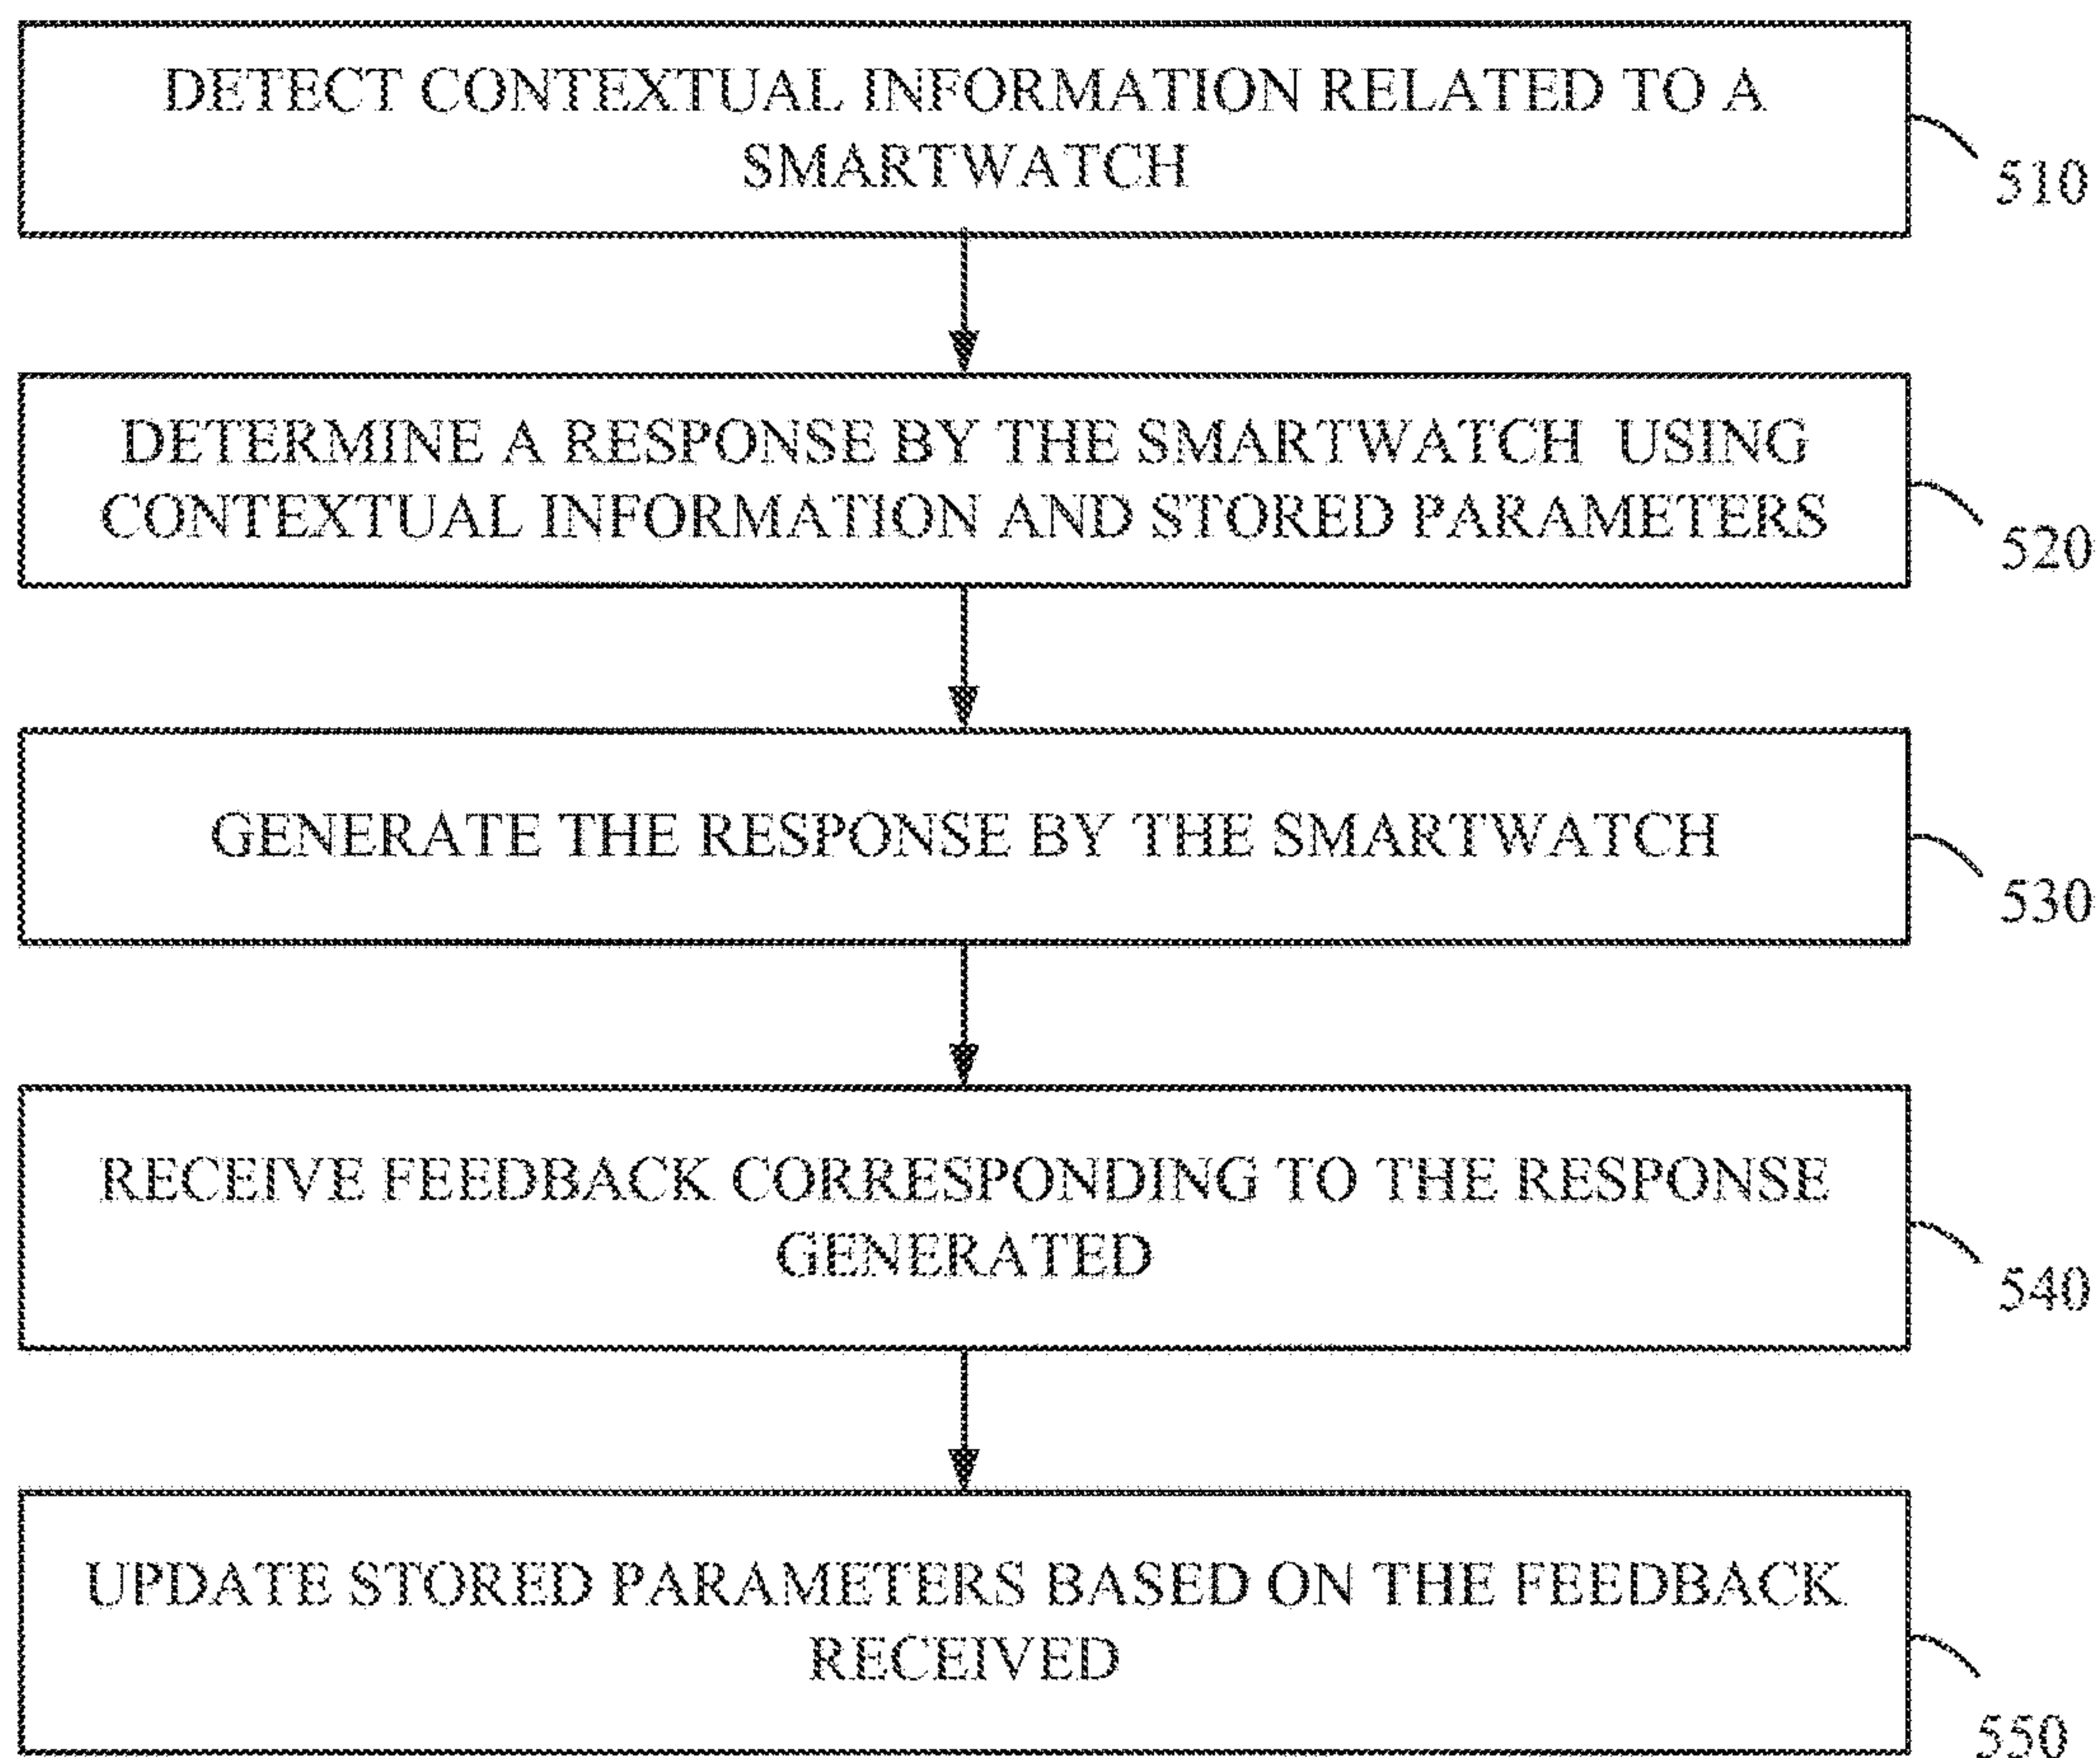 DETECT CONTEXTUAL INFORMATION RELATED TO A
SMARTWATCH
510
DETERMINE A RESPONSE BY THE SMARTWATCH USING
CONTEXTUAL INFORMATION AND STORED PARAMETERS
520
GENERATE THE RESPONSE BY THE SMARTWATCH
530
RECEIVE FEEDBACK CORRESPONDING TO THE RESPONSE
GENERATED
540
UPDATE STORED PARAMETERS BASED ON THE FEEDBACK
RECEIVED
550